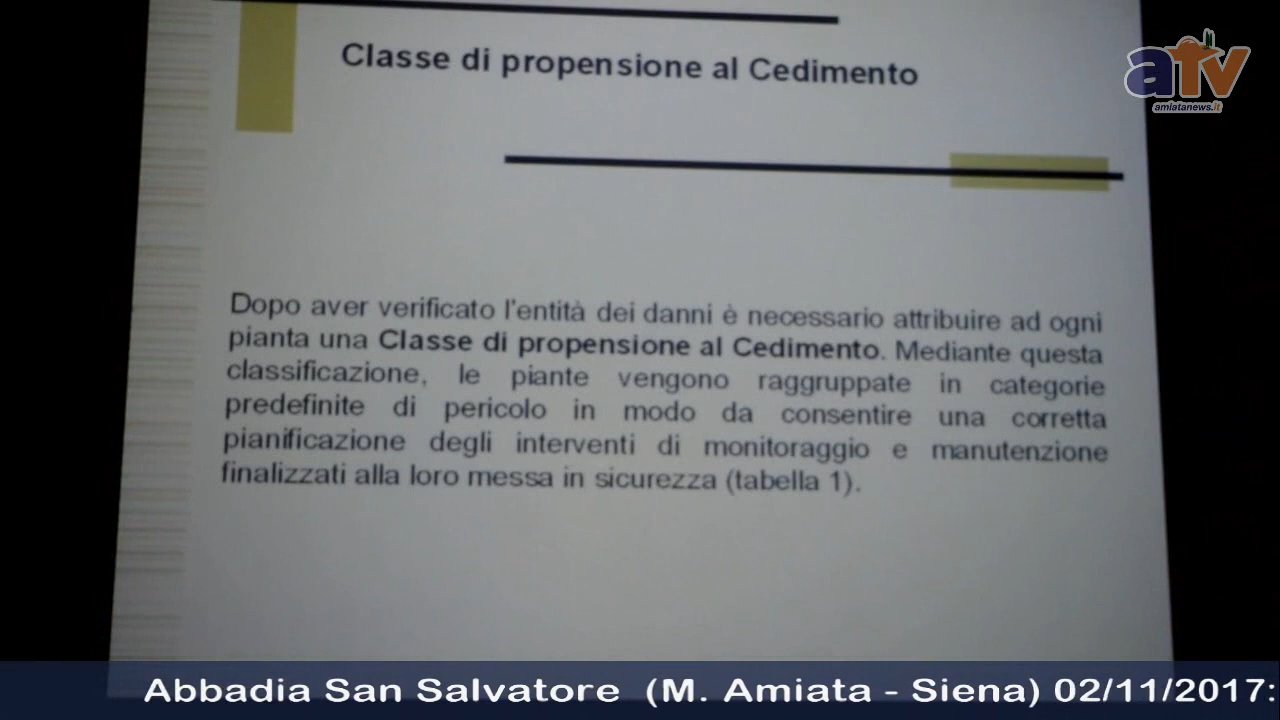 Classe di propensione al Cedimento
aTv
amiatanews.it
Dopo aver verificato l'entità dei danni è necessario attribuire ad ogni
pianta una Classe di propensione al Cedimento. Mediante questa
classificazione, le piante vengono raggruppate in categorie
predefinite di pericolo in modo da consentire una corretta
pianificazione degli interventi di monitoraggio e manutenzione
finalizzati alla loro messa in sicurezza (tabella 1).
Abbadia San Salvatore (M. Amiata - Siena) 02/11/2017: